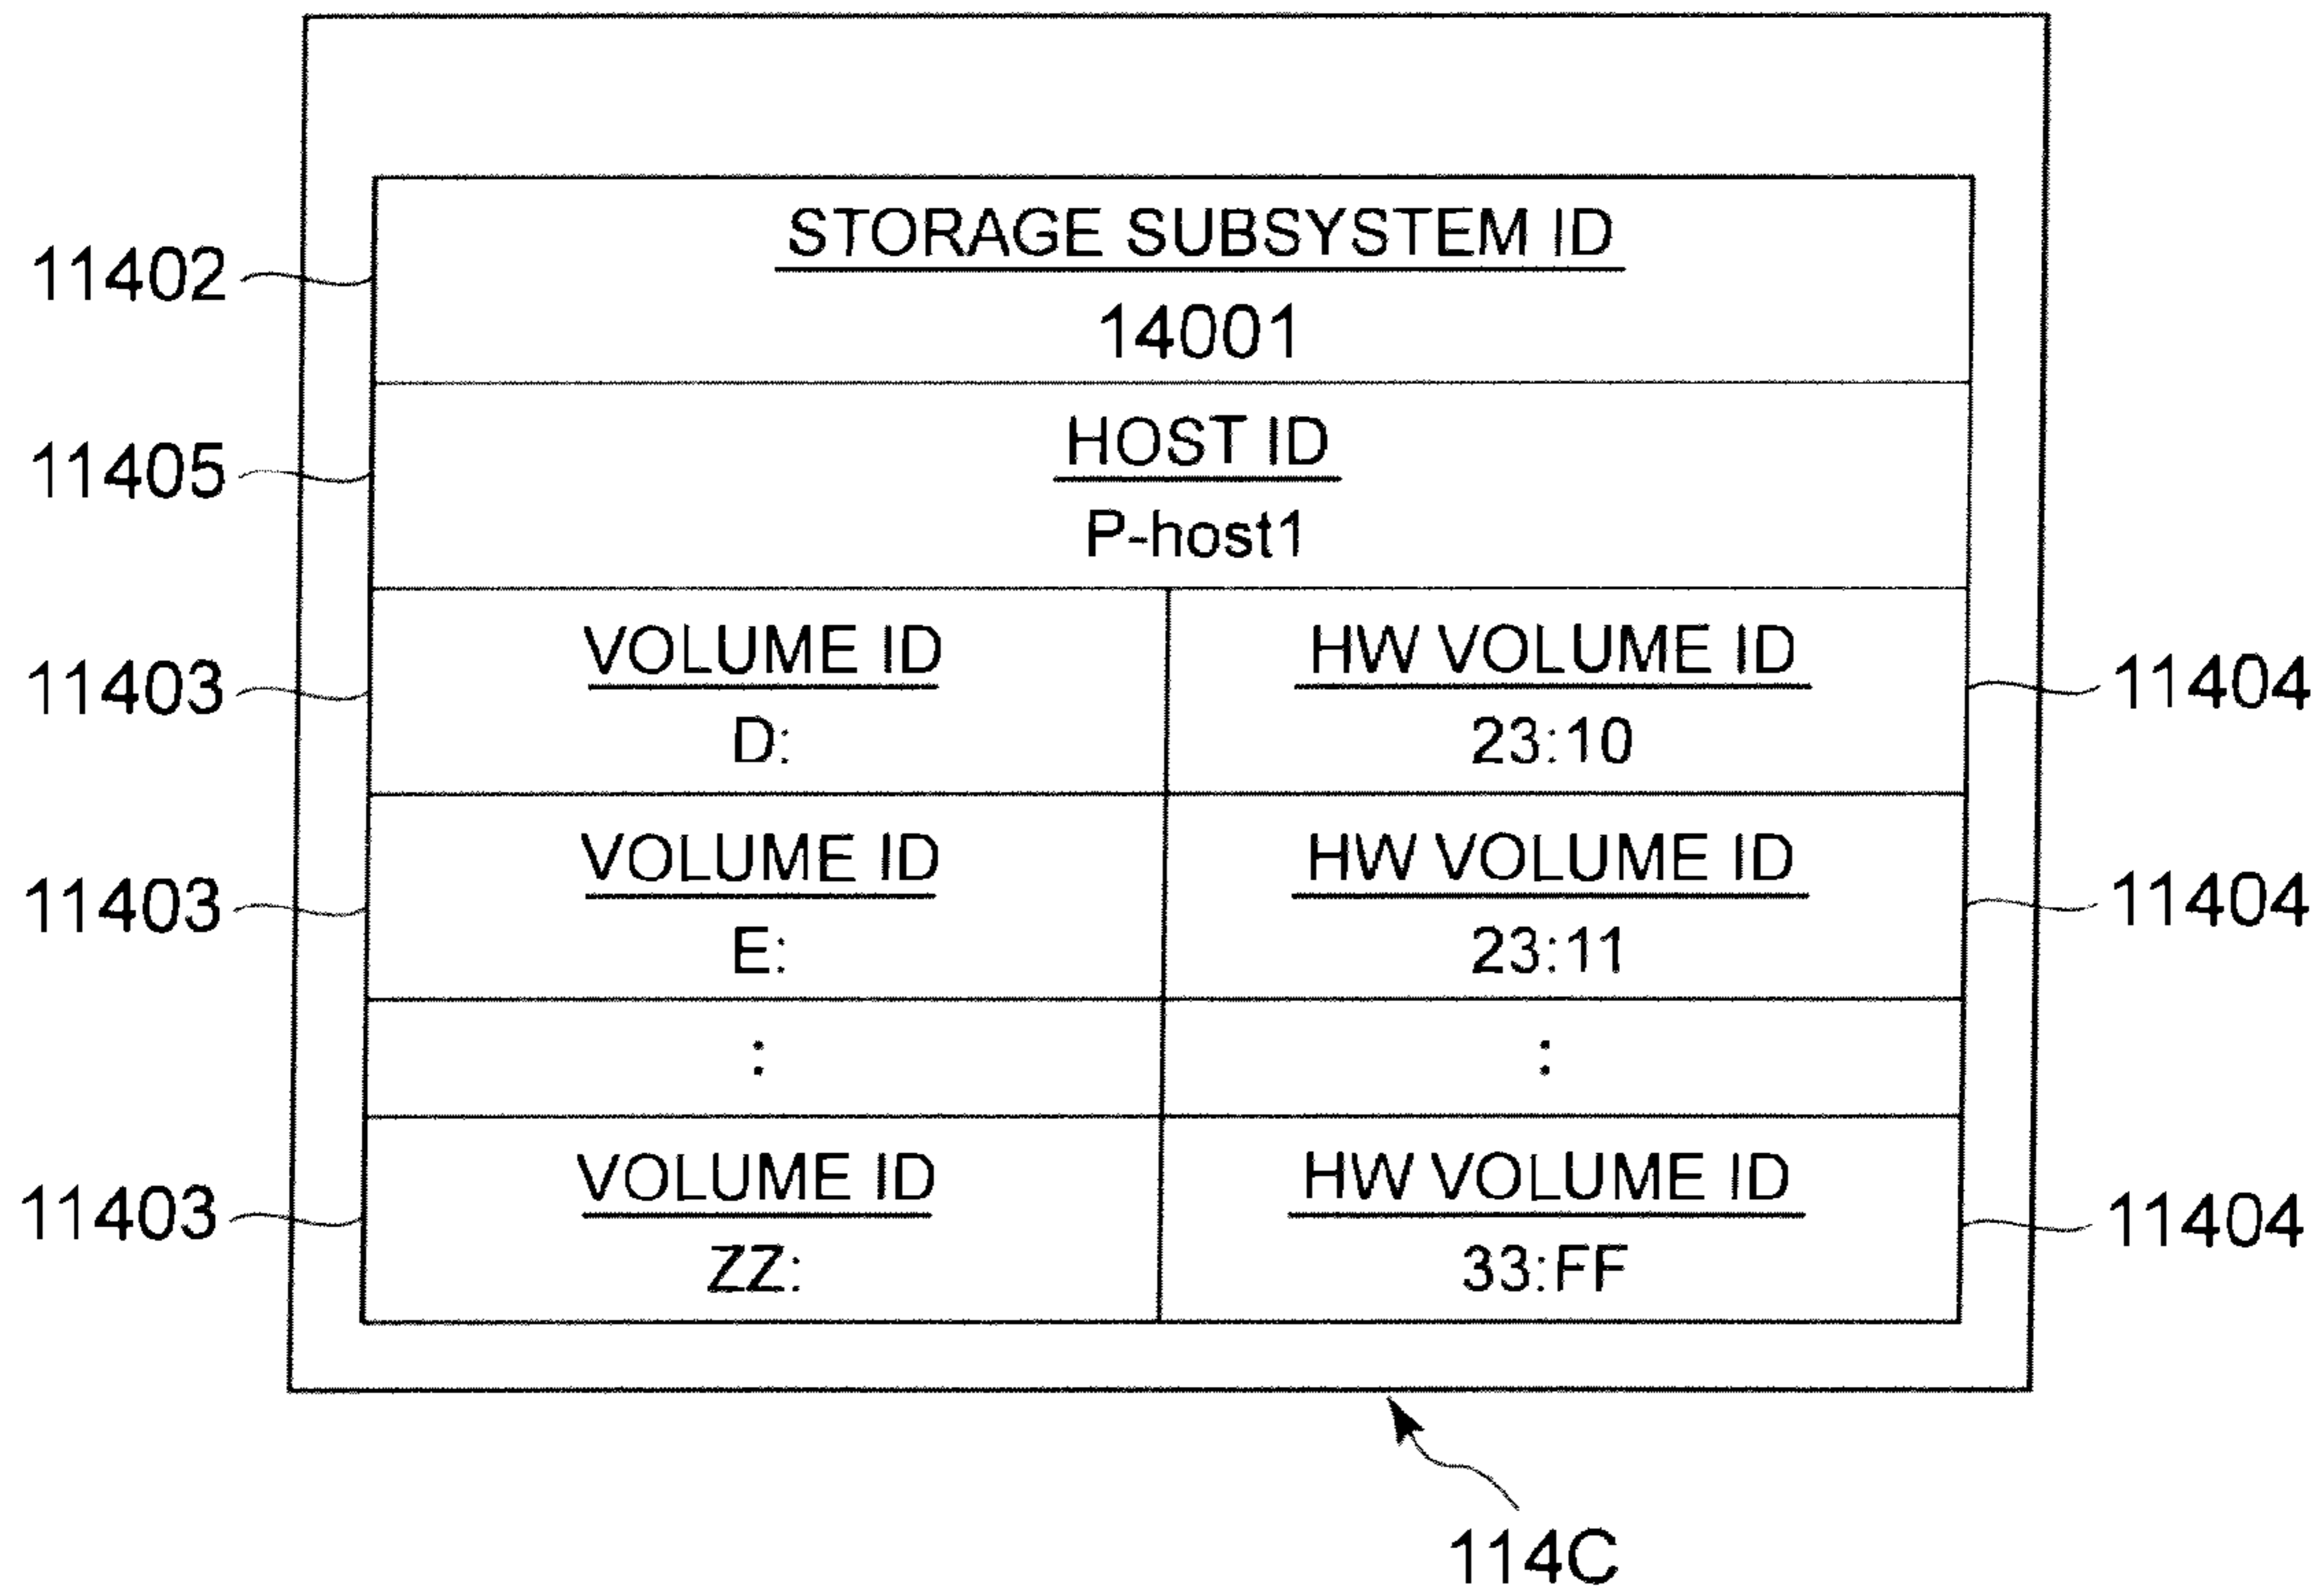 STORAGE SUBSYSTEM ID
11402
14001
HOST ID
11405
P-host1
VOLUME ID HW VOLUME ID
11403 11404
D: 23:10
VOLUME ID HW VOLUME ID
11403 11404
E: 23:11
: :
VOLUME ID HW VOLUME ID
11403 11404
ZZ: 33:FF
114C